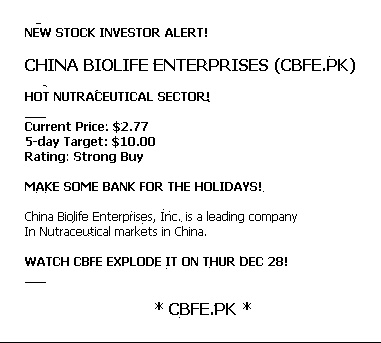 NEW STOCK INVESTOR ALERT!
CHINA BIOLIFE ENTERPRISES (CBFE.PK)
HOT NUTRACEUTICAL SECTOR!
Current Price: $2.77
5-day Target: $10.00
Rating: Strong Buy
MAKE SOME BANK FOR THE HOLIDAYS!
China Biolife Enterprises, Inc. is a leading company
In Nutraceutical markets in China.
WATCH CBFE EXPLODE IT ON THUR DEC 28!
* CBFE.PK *